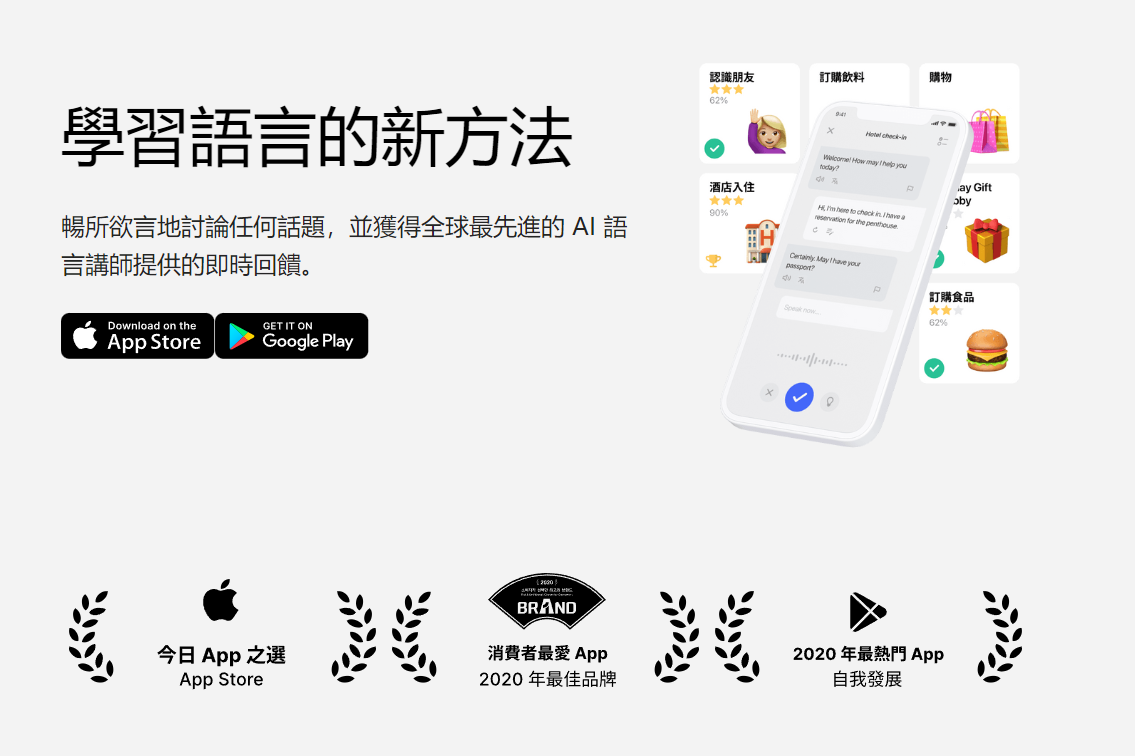 學習語言的新方法
暢所欲言地討論任何話題，並獲得全球最先進的 AI 語
言講師提供的即時回饋。
Download on the
App Store
GET IT ON
Google Play
認識朋友
62%
訂購飲料
購物
酒店入住
90%
ay Gift
訂購食品
62%
9:41
Hotel check-in
Welcome! How may I help you
today?
Hi, I'm here to check in. I have a
reservation for the penthouse.
Certainly. May I have your
passport?
Speak now...
今日 App 之選
App Store
2020
BRAND
消費者最愛 App
2020 年最佳品牌
2020 年最熱門 App
自我發展